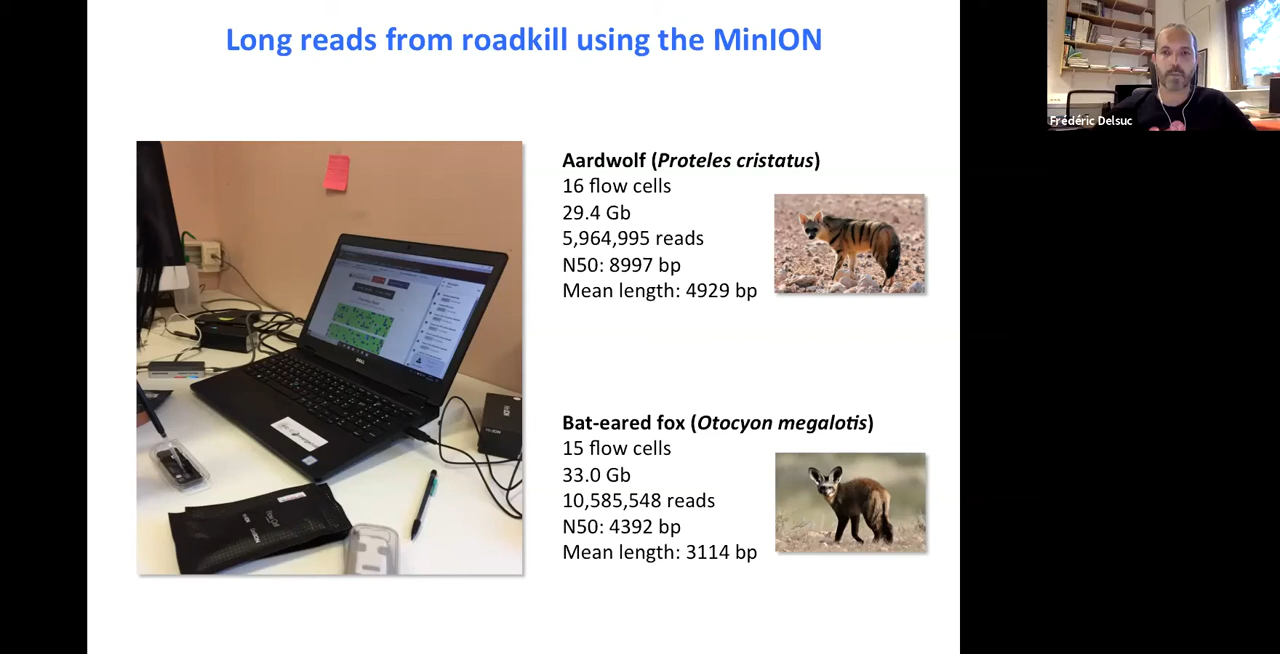 Long reads from roadkill using the MinION
Frédéric Delsuc
Aardwolf (Proteles cristatus)
16 flow cells
29.4 Gb
5,964,995 reads
N50: 8997 bp
Mean length: 4929 bp
DELL
Bat-eared fox (Otocyon megalotis)
15 flow cells
33.0 Gb
10,585,548 reads
N50: 4392 bp
Mean length: 3114 bp